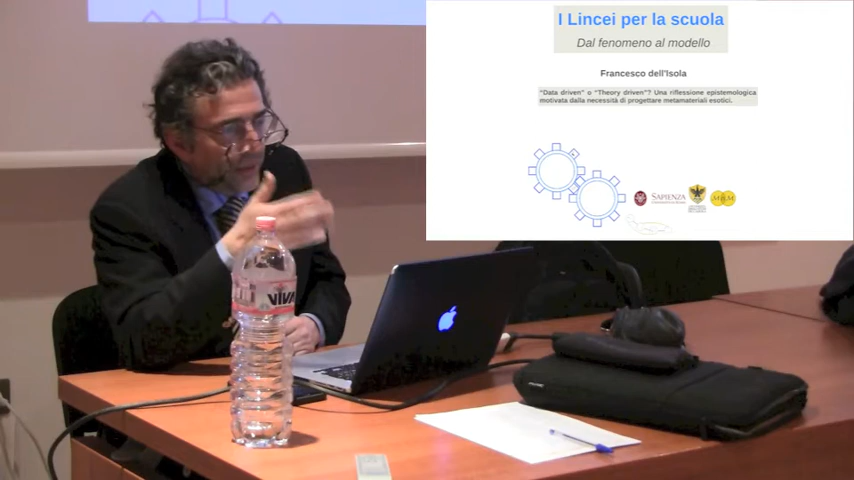 I Lincei per la scuola
Dal fenomeno al modello
Francesco dell'Isola
"Data driven" o "Theory driven"? Una riflessione epistemologica
motivata dalla necessità di progettare metamateriali esotici.
SAPIENZA
VIVA